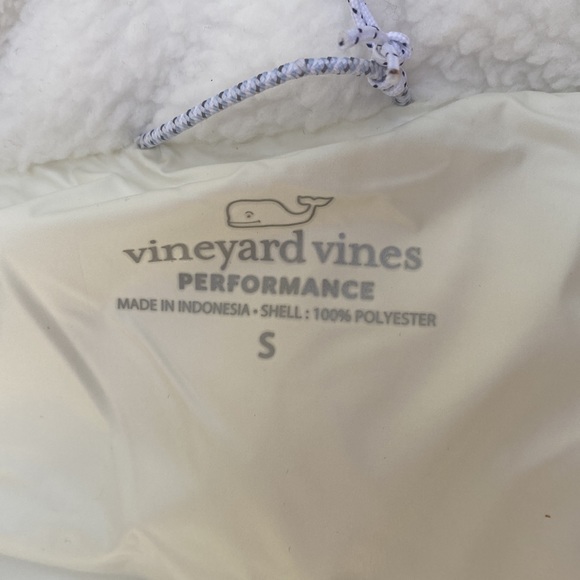 vineyard vines
PERFORMANCE
MADE IN INDONESIA • SHELL : 100% POLYESTER
S